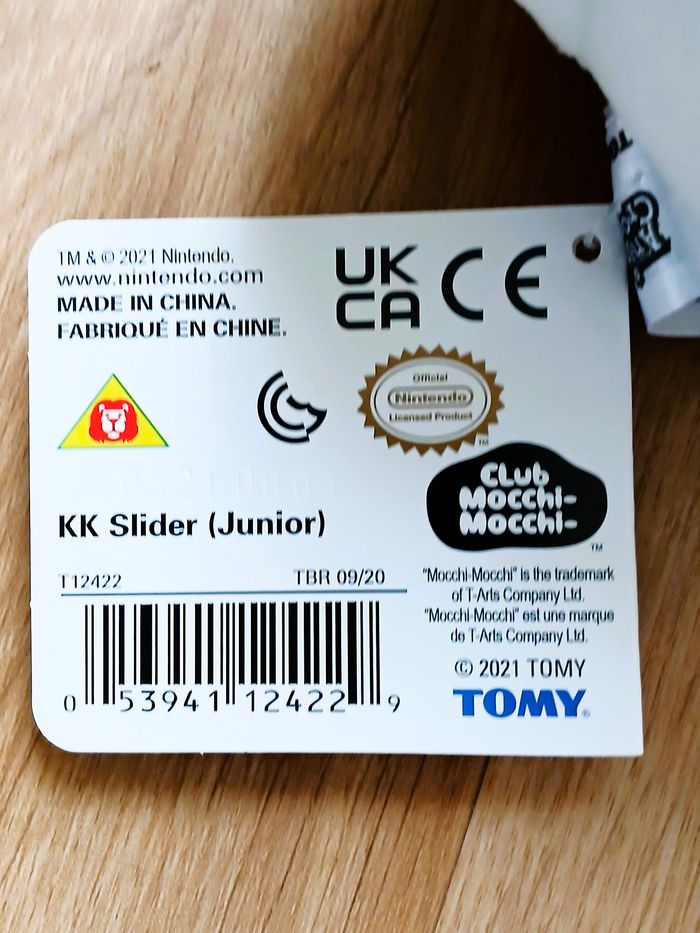 TM & © 2021 Nintendo.
www.nintendo.com
MADE IN CHINA.
FABRIQUÉ EN CHINE.
UK
CA CE
Official
Nintendo
Licensed Product
TM
CLub
Mocchi-
Mocchi-
TM
KK Slider (Junior)
T12422 TBR 09/20
0 53941 12422 9
"Mocchi-Mocchi" is the trademark
of T-Arts Company Ltd.
"Mocchi-Mocchi" est une marque
de T-Arts Company Ltd.
© 2021 TOMY
TOMY®